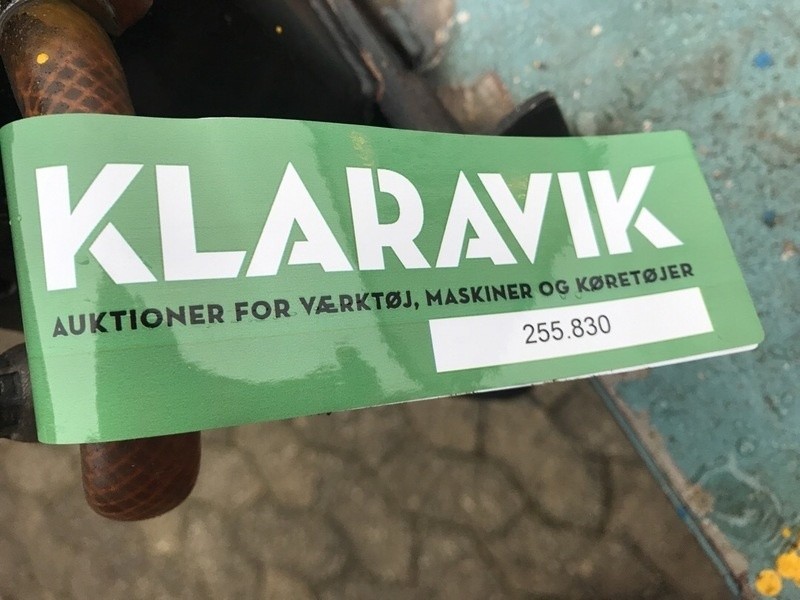 KLARAVIK
AUKTIONER FOR VÆRKTØJ, MASKINER OG KØRETØJER
255.830